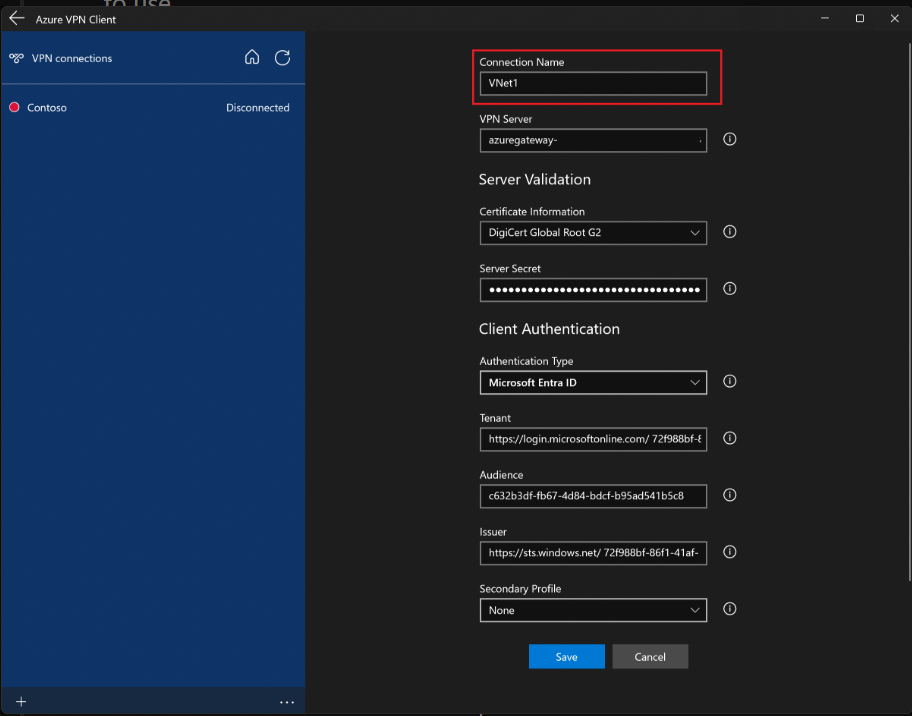 to use
Azure VPN Client
VPN connections
Contoso Disconnected
Connection Name
VNet1
VPN Server
azuregateway-
Server Validation
Certificate Information
DigiCert Global Root G2
Server Secret
●●●●●●●●●●●●●●●●●●●●●●●●●●●●●●●●●
Client Authentication
Authentication Type
Microsoft Entra ID
Tenant
https://login.microsoftonline.com/ 72f988bf-8
Audience
c632b3df-fb67-4d84-bdcf-b95ad541b5c8
Issuer
https://sts.windows.net/ 72f988bf-86f1-41af-
Secondary Profile
None
Save Cancel